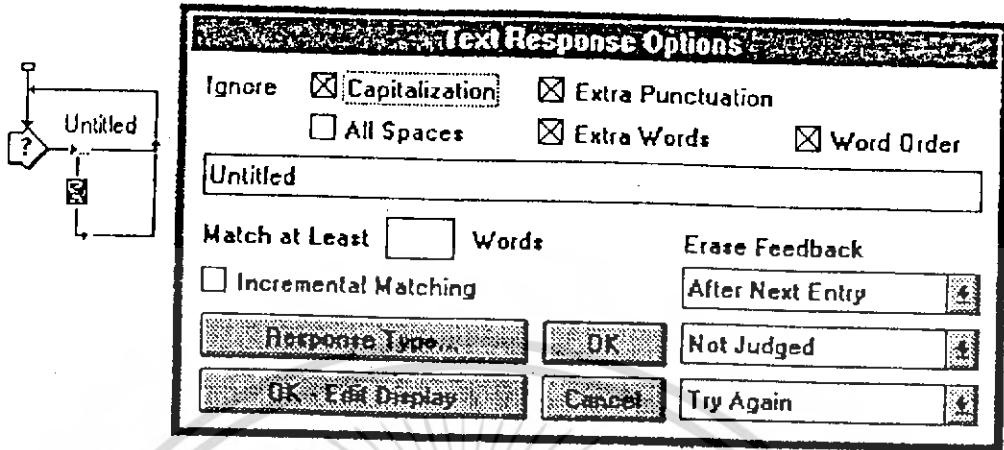 Text Response Options
Ignore Capitalization Extra Punctuation
All Spaces Extra Words Word Order
Untitled
?
Untitled
Match at Least Words Erase Feedback
Incremental Matching After Next Entry
Response Type... OK Not Judged
OK - Edit Display Cancel Try Again